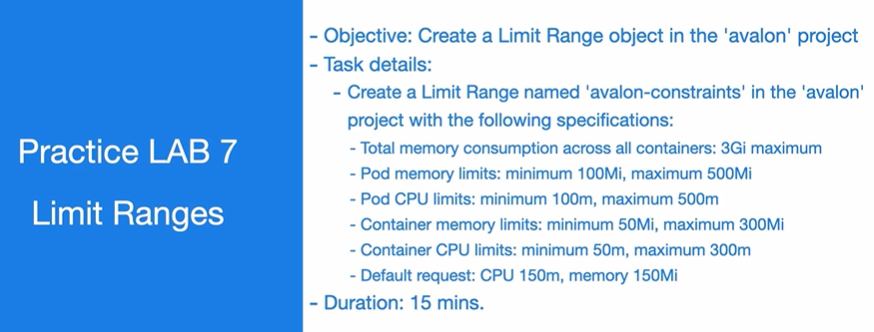 Practice LAB 7
Limit Ranges
- Objective: Create a Limit Range object in the 'avalon' project
- Task details:
- Create a Limit Range named 'avalon-constraints' in the 'avalon'
project with the following specifications:
- Total memory consumption across all containers: 3Gi maximum
- Pod memory limits: minimum 100Mi, maximum 500Mi
- Pod CPU limits: minimum 100m, maximum 500m
- Container memory limits: minimum 50Mi, maximum 300Mi
- Container CPU limits: minimum 50m, maximum 300m
- Default request: CPU 150m, memory 150Mi
- Duration: 15 mins.